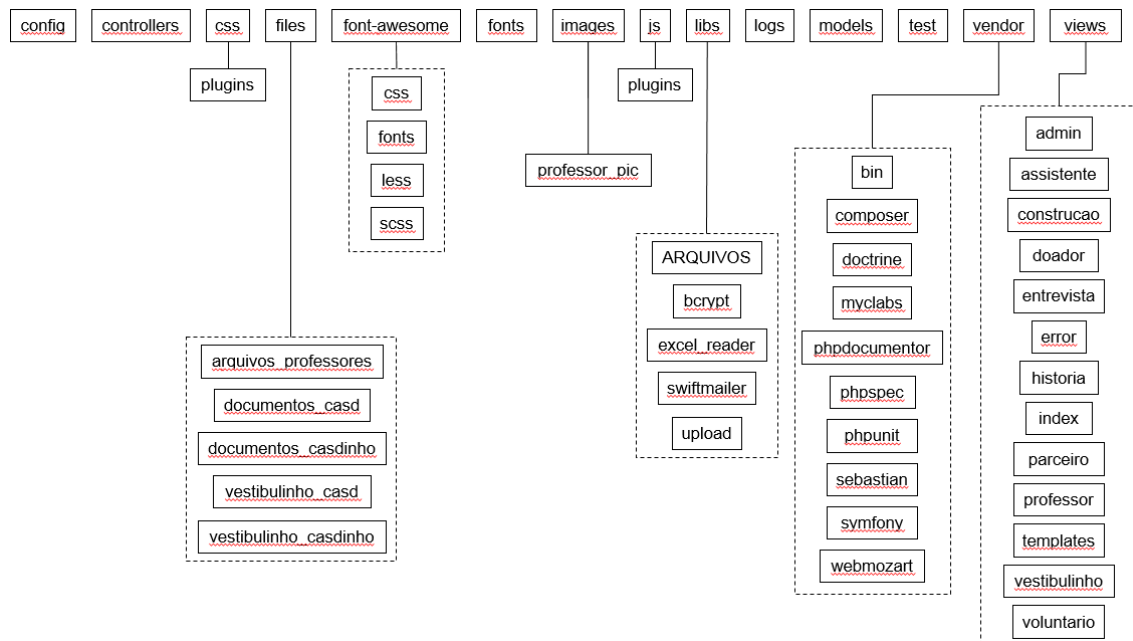 config
controllers
css
files
font-awesome
fonts
images
js
libs
logs
models
test
vendor
views
plugins
css
fonts
less
scss
arquivos_professores
documentos_casd
documentos_casdinho
vestibulinho_casd
vestibulinho_casdinho
professor_pic
plugins
ARQUIVOS
bcrypt
excel_reader
swiftmailer
upload
bin
composer
doctrine
myclabs
phpdocumentor
phpspec
phpunit
sebastian
symfony
webmozart
admin
assistente
construcao
doador
entrevista
error
historia
index
parceiro
professor
templates
vestibulinho
voluntario